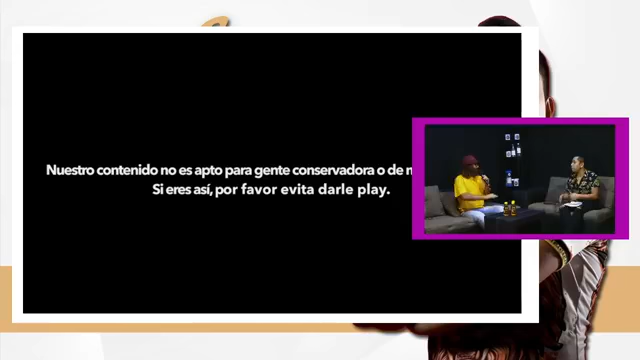 Nuestro contenido no es apto para gente conservadora o de
Si eres así, por favor evita darle play.